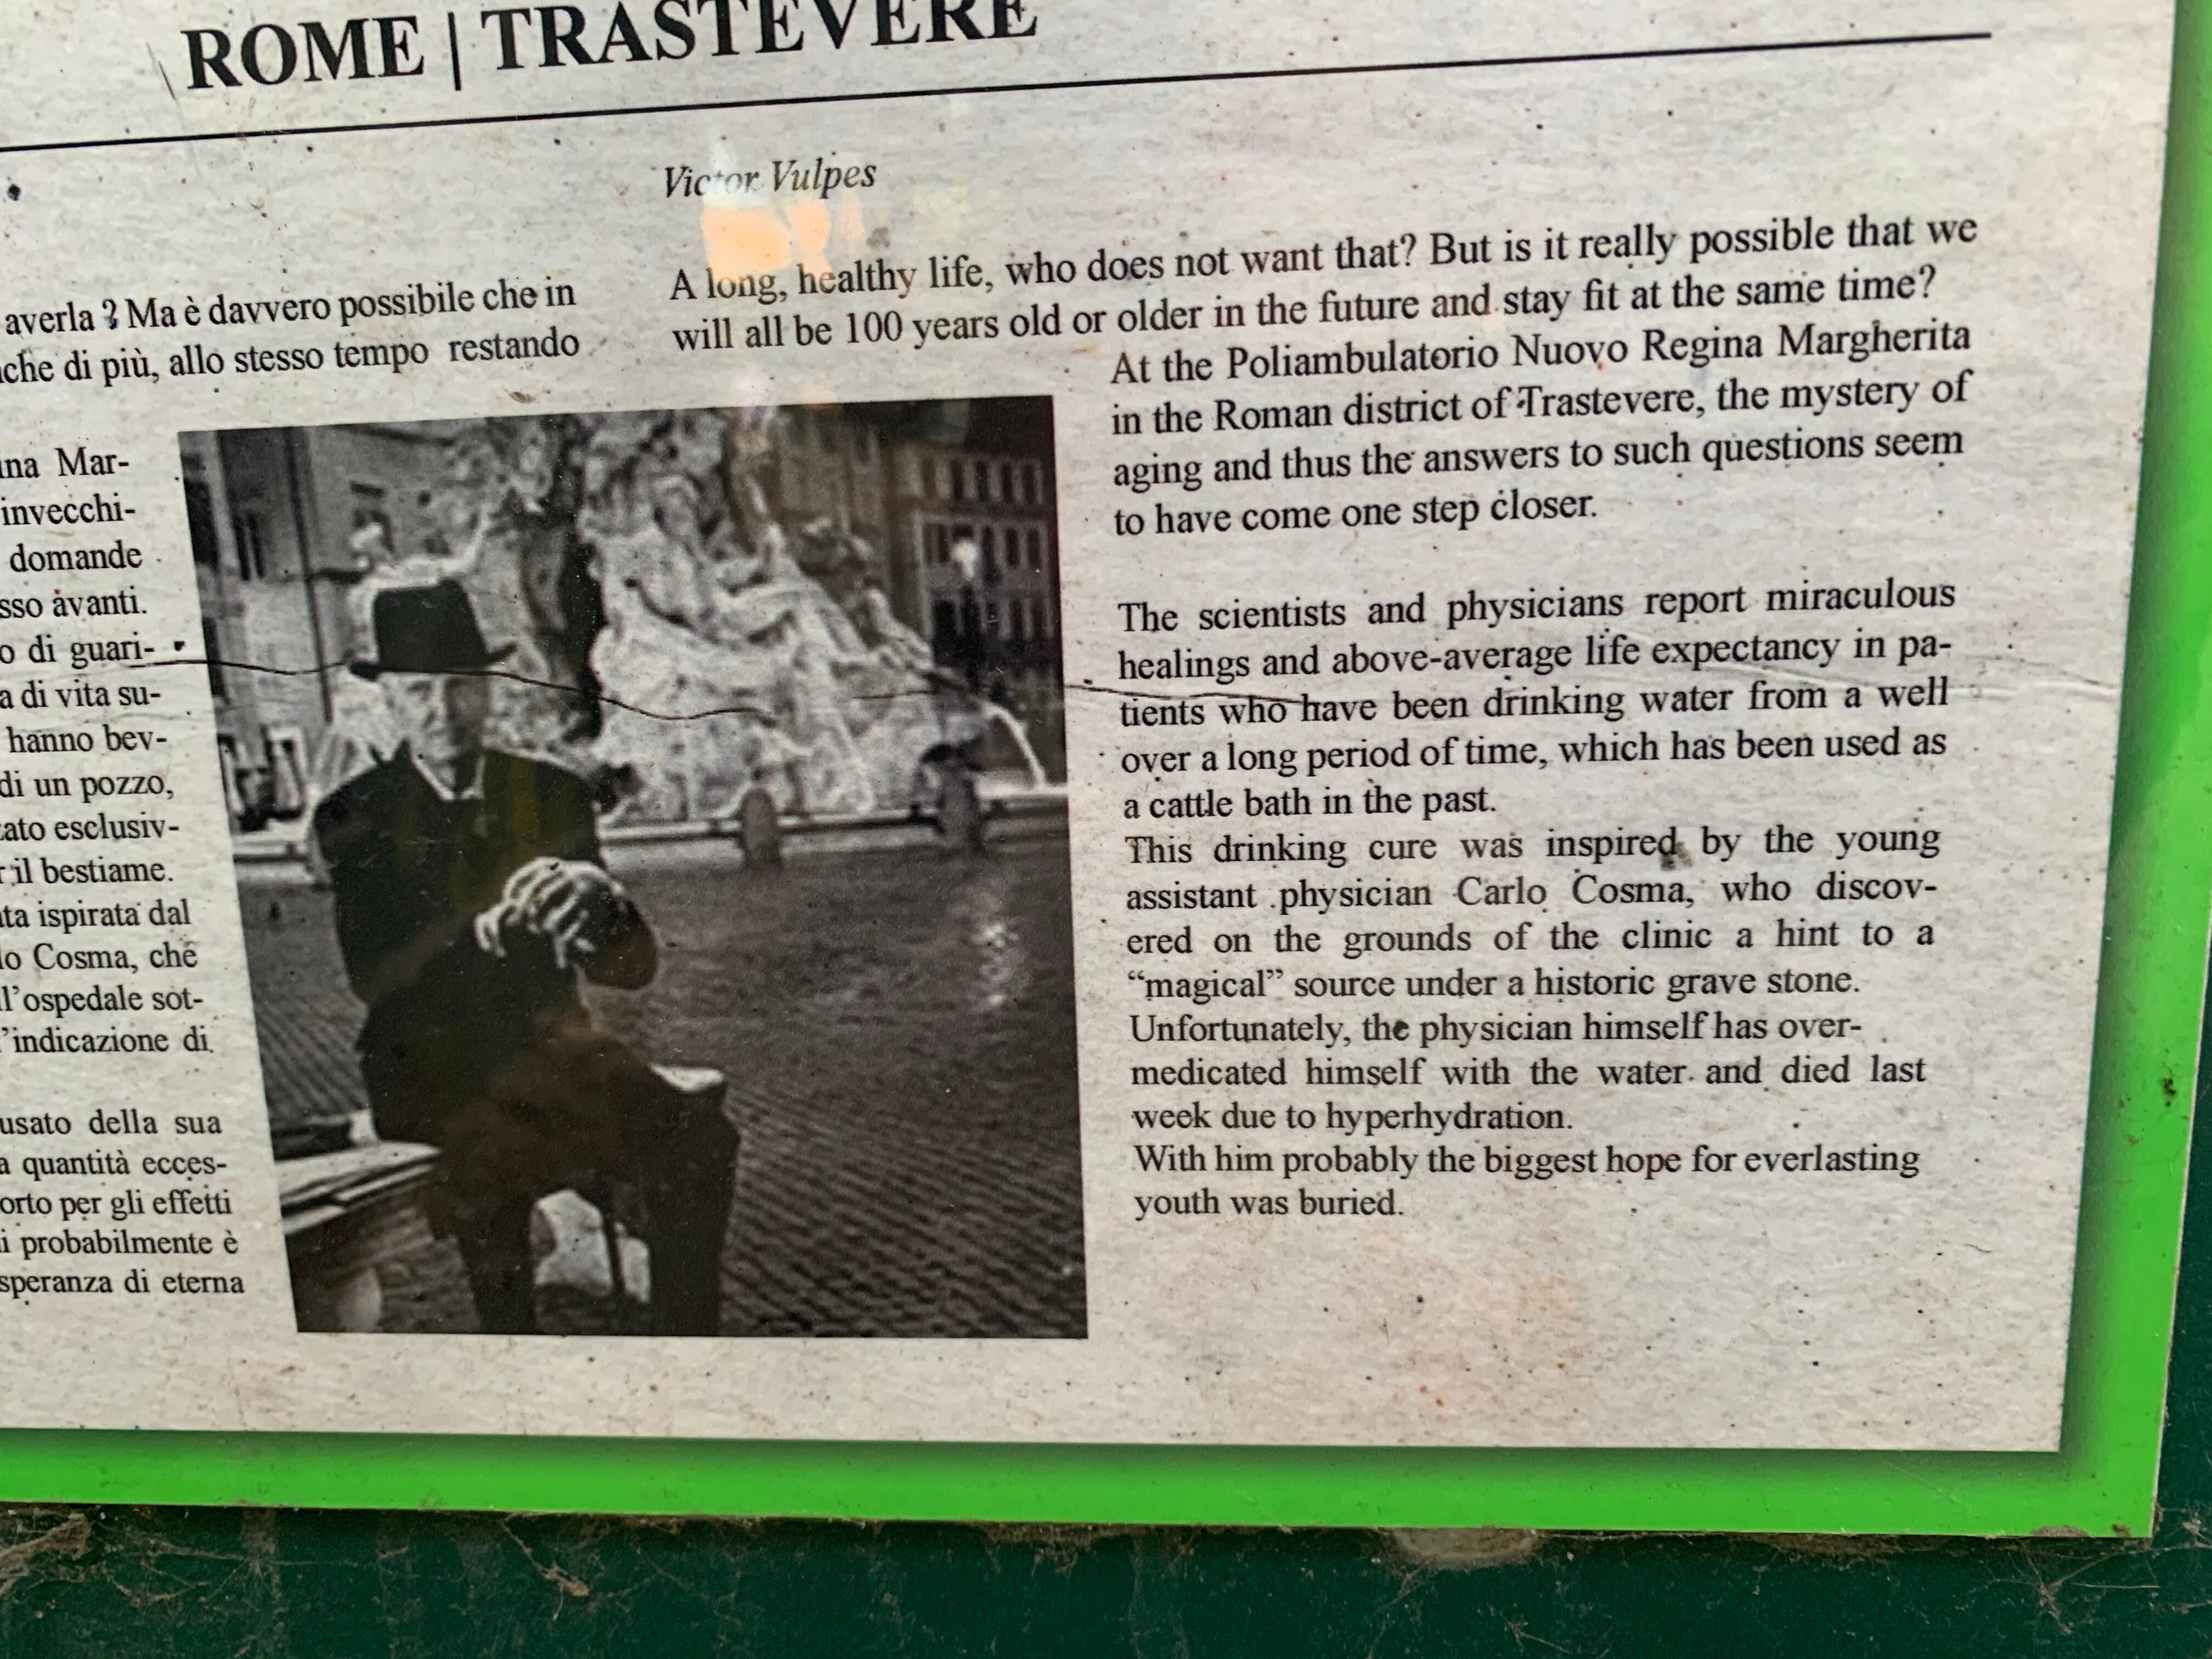 ROME | TRASTEVERE
averla ? Ma è davvero possibile che in
che di più, allo stesso tempo restando
Mar-
invecchi-
domande
avanti.
di guari-
di vita su-
hanno bev-
di un pozzo,
esclusiv-
il bestiame.
ispirata dal
Cosma, che
l'ospedale sot-
l'indicazione di
della sua
quantità ecces-
per gli effetti
probabilmente è
speranza di eterna
Victor Vulpes
A long, healthy life, who does not want that? But is it really possible that we
will all be 100 years old or older in the future and stay fit at the same time?
At the Poliambulatorio Nuovo Regina Margherita
in the Roman district of Trastevere, the mystery of
aging and thus the answers to such questions seem
to have come one step closer.
The scientists and physicians report miraculous
healings and above-average life expectancy in pa-
tients who have been drinking water from a well
over a long period of time, which has been used as
a cattle bath in the past.
This drinking cure was inspired by the young
assistant physician Carlo Cosma, who discov-
ered on the grounds of the clinic a hint to a
“magical” source under a historic grave stone.
Unfortunately, the physician himself has over-
medicated himself with the water and died last
week due to hyperhydration.
With him probably the biggest hope for everlasting
youth was buried.